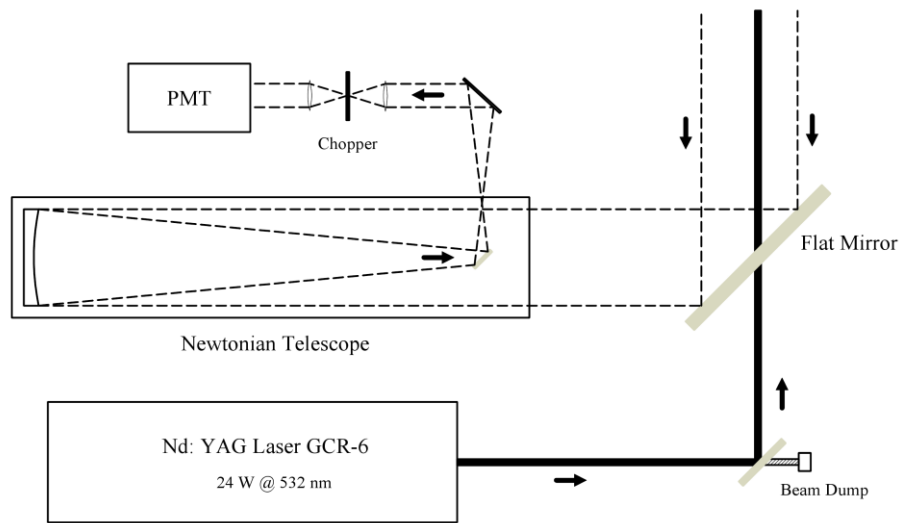 PMT
Chopper
Flat Mirror
Newtonian Telescope
Nd: YAG Laser GCR-6
24 W @ 532 nm
Beam Dump